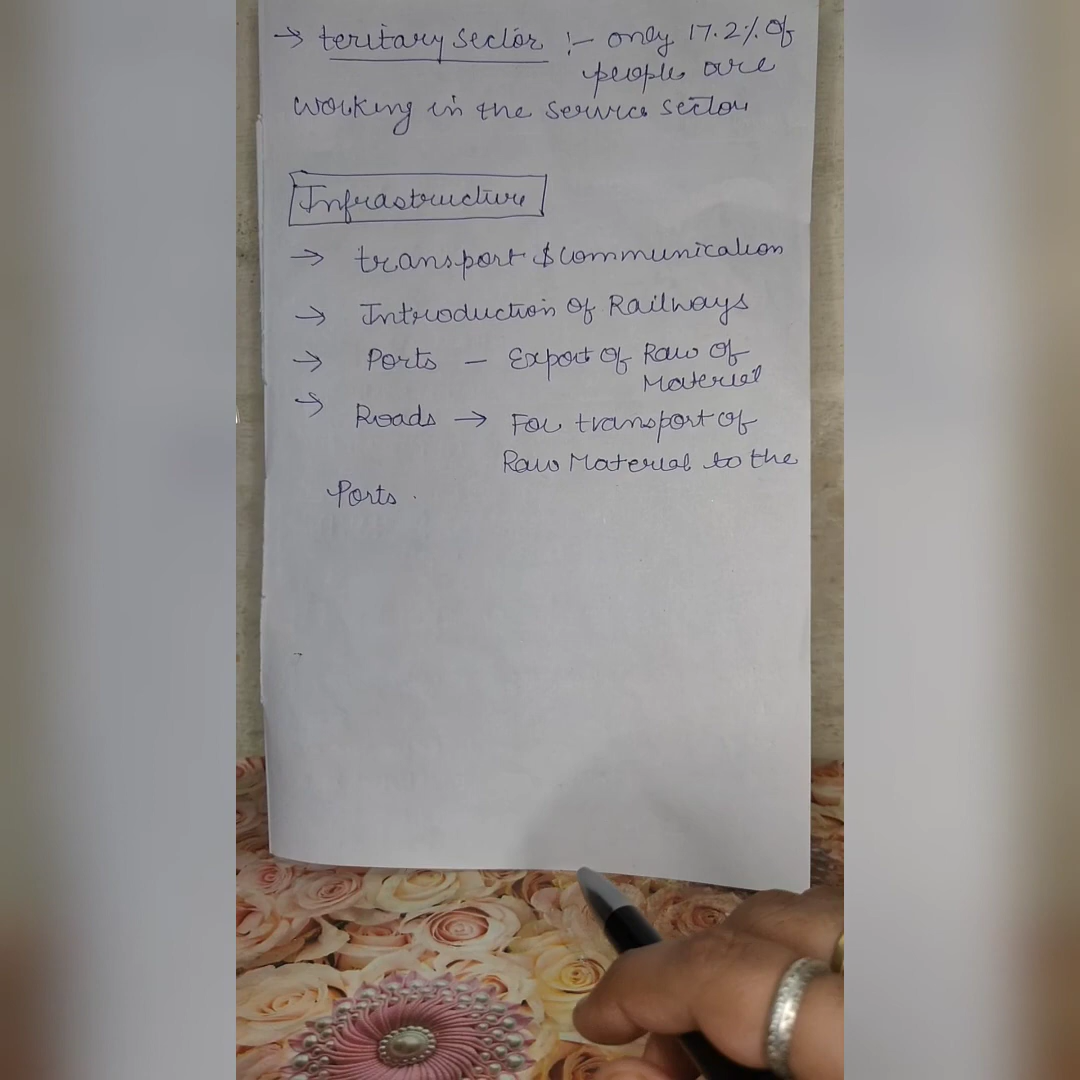 → teritary sector :- only 17.2% of
people are
working in the service sector
Infrastructure
→ transport & Communication
→ Introduction of Railways
→ Ports - Export of Raw of
Material
→ Roads → For transport of
Raw Material to the
Ports.